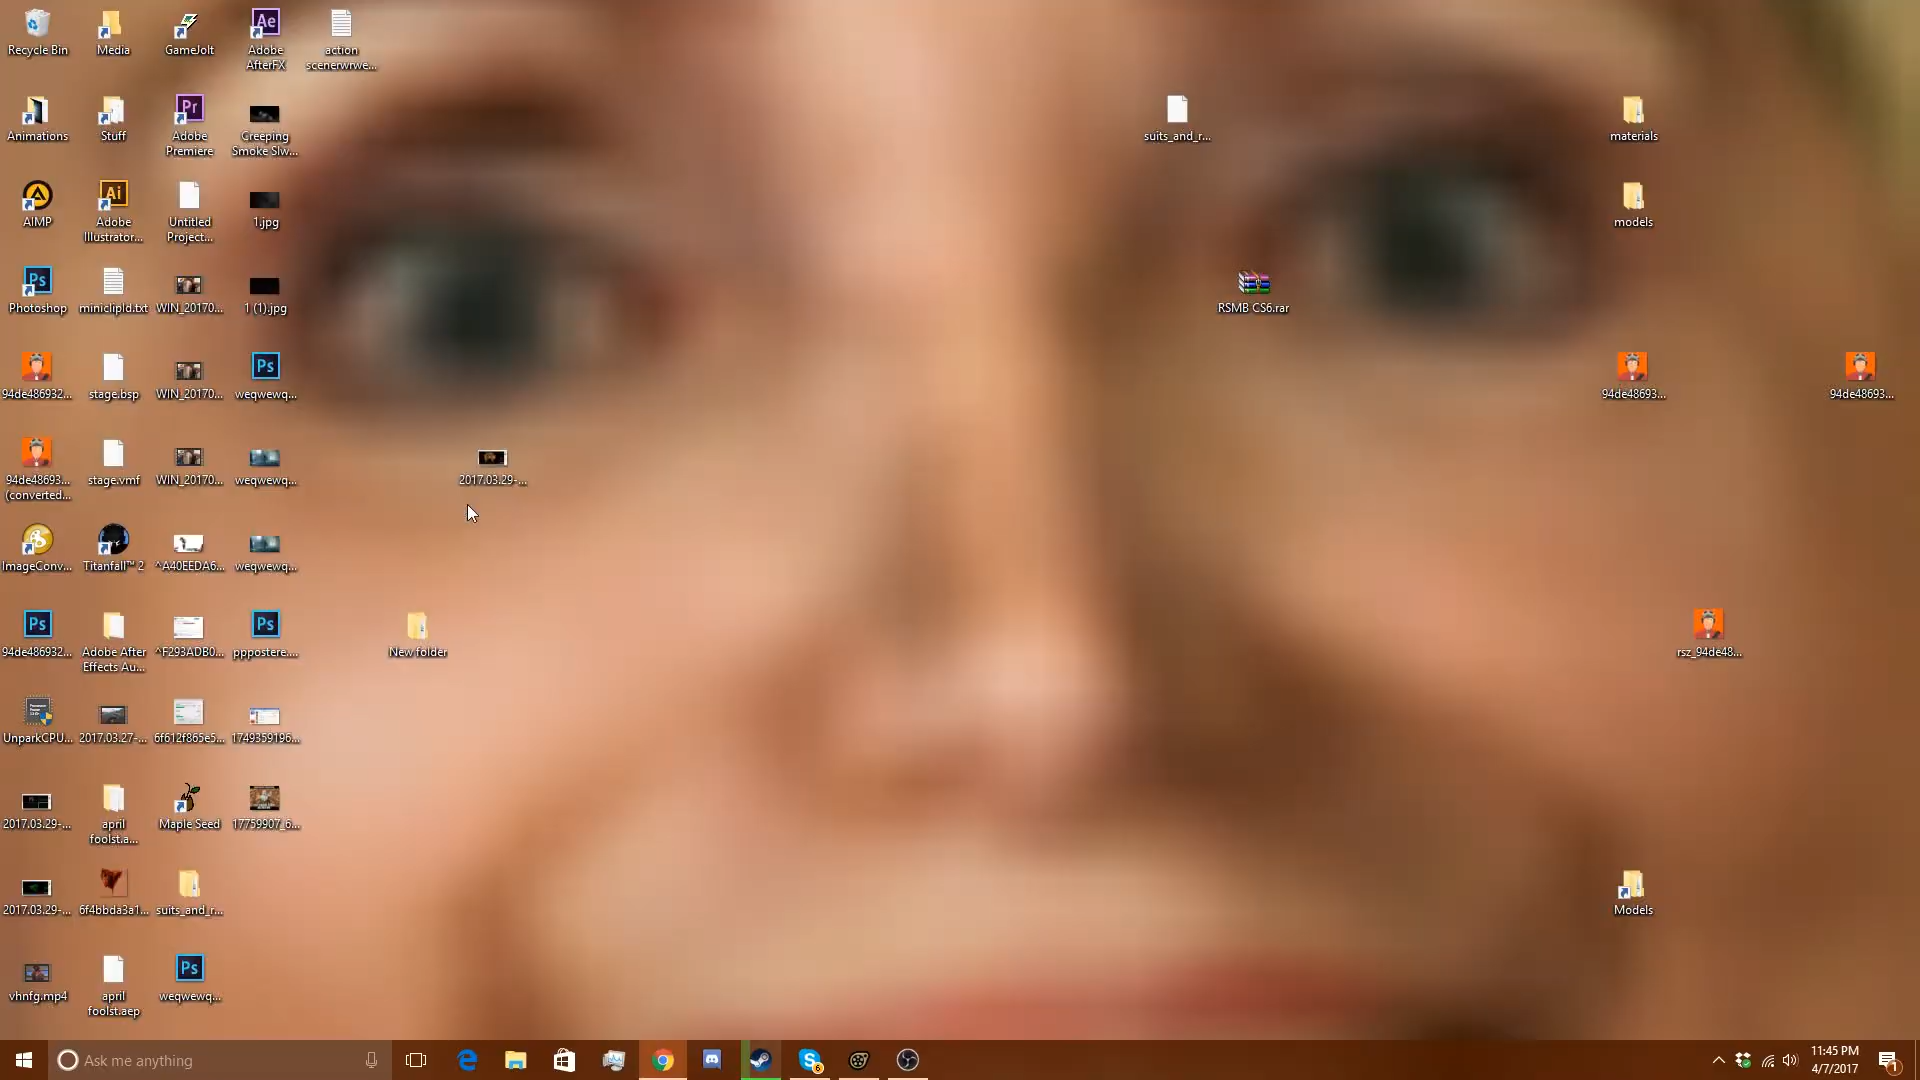 Recycle Bin
Media
GameJolt
Adobe
AfterFX
action
scenerwrwe...
Animations
Stuff
Adobe
Premiere
Creeping
Smoke Slw...
suits_and_r...
materials
AIMP
Adobe
Illustrator...
Untitled
Project...
1.jpg
models
Photoshop
miniclipId.txt
WIN_20170...
1 (1).jpg
RSMB CS6.rar
94de486932...
stage.bsp
WIN_20170...
weqwewq...
94de48693...
94de48693...
94de48693...
(converted...
stage.vmf
WIN_20170...
weqwewq...
2017.03.29-...
ImageConv...
Titanfall™ 2
^A40EEDA6...
weqwewq...
94de486932...
Adobe After
Effects Au...
^F293ADB0...
pppostere...
New folder
rsz_94de48...
UnparkCPU...
2017.03.27-...
6f612f865e5...
1749359196...
2017.03.29-...
april
foolst.a...
Maple Seed
17759907_6...
2017.03.29-...
6f4bbda3a1...
suits_and_r...
Models
vhnfg.mp4
april
foolst.aep
weqwewq...
Ask me anything
11:45 PM
4/7/2017